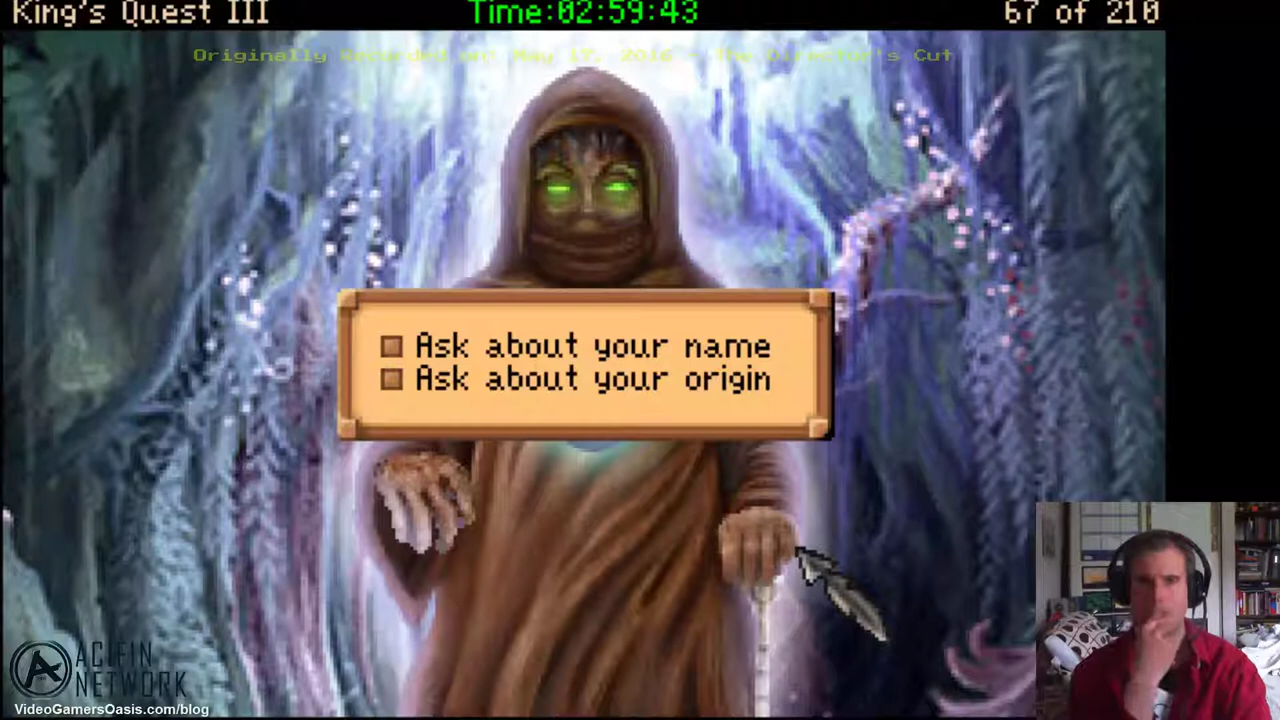 King's Quest III Time:02:59:43 67 of 210
Originally Recorded on May 17, 2016 - The Director's Cut
Ask about your name
Ask about your origin
ACIFIN
NETWORK
VideoGamersOasis.com/blog